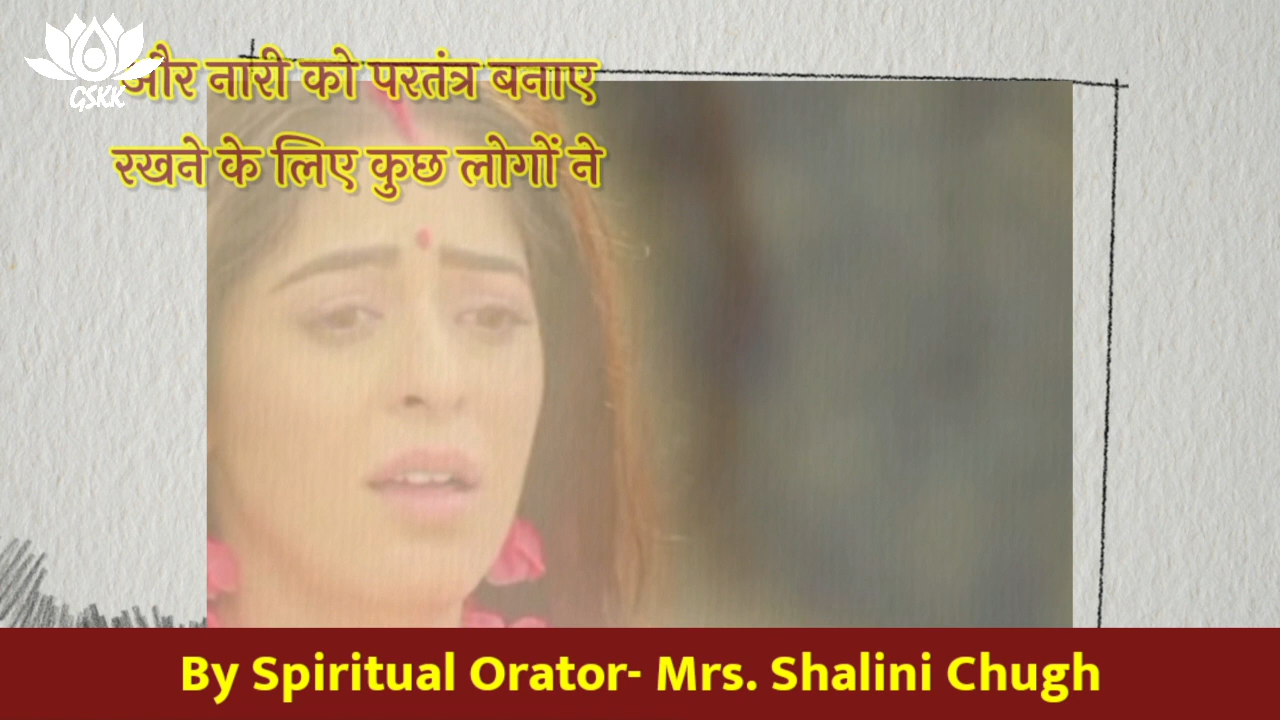 GSKK
और नारी को परतंत्र बनाए
रखने के लिए कुछ लोगों ने
By Spiritual Orator- Mrs. Shalini Chugh